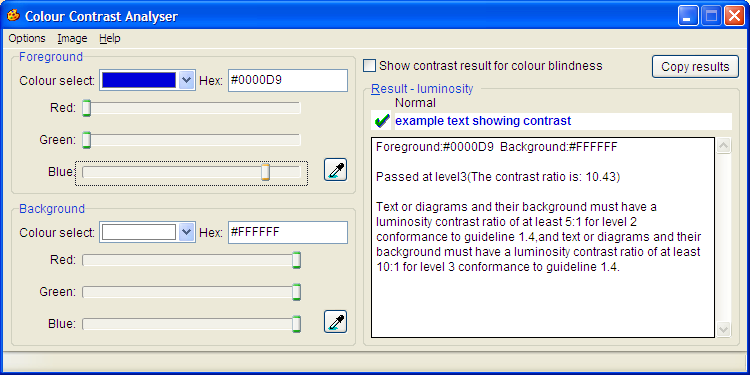 Colour Contrast Analyser
Options Image Help
Foreground
Colour select: Hex: #0000D9
Red:
Green:
Blue:
Background
Colour select: Hex: #FFFFFF
Red:
Green:
Blue:
Show contrast result for colour blindness Copy results
Result - luminosity
Normal
example text showing contrast
Foreground:#0000D9 Background:#FFFFFF
Passed at level3(The contrast ratio is: 10.43)
Text or diagrams and their background must have a
luminosity contrast ratio of at least 5:1 for level 2
conformance to guideline 1.4,and text or diagrams and their
background must have a luminosity contrast ratio of at least
10:1 for level 3 conformance to guideline 1.4.